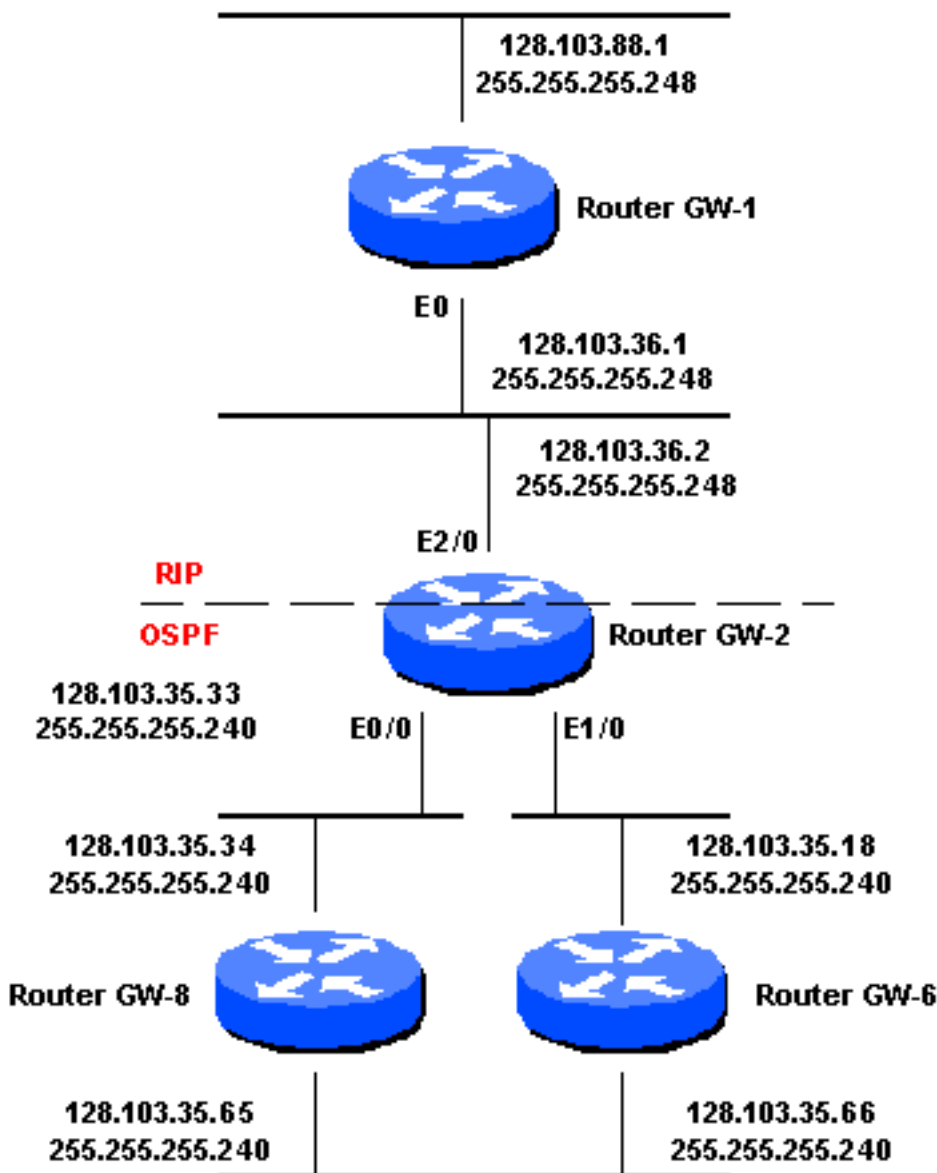 128.103.88.1
255.255.255.248
Router GW-1
E0
128.103.36.1
255.255.255.248
128.103.36.2
255.255.255.248
E2/0
RIP
OSPF
Router GW-2
128.103.35.33
255.255.255.240
E0/0
E1/0
128.103.35.34
255.255.255.240
128.103.35.18
255.255.255.240
Router GW-8
Router GW-6
128.103.35.65
255.255.255.240
128.103.35.66
255.255.255.240